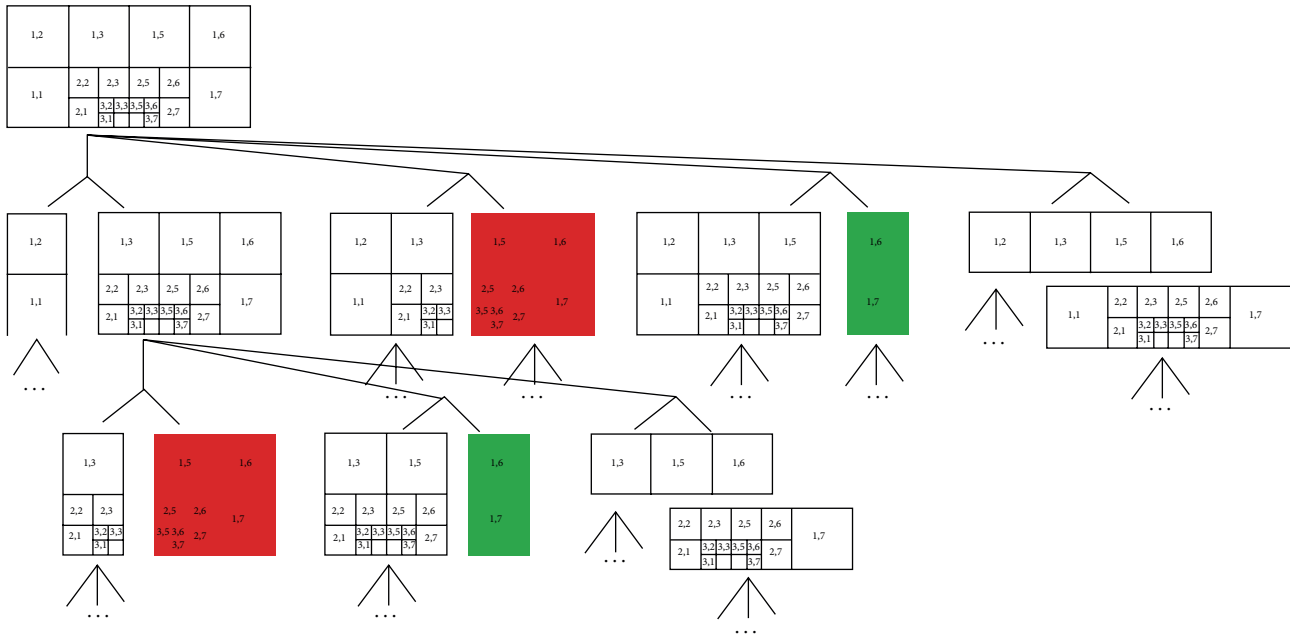 1,2 1,3 1,5 1,6
2,2 2,3 2,5 2,6
1,1 1,7
3,2 3,3 3,5 3,6
2,1 2,7
3,1 3,7
1,2 1,3 1,5 1,6
1,1 2,2 2,3 2,5 2,6 1,7
2,1 3,2 3,3 3,5 3,6 2,7
3,1 3,7
...
1,2 1,3
1,1 2,2 2,3
2,1 3,2 3,3
3,1
...
1,5 1,6
2,5 2,6 1,7
3,5 3,6 2,7
3,7
...
1,2 1,3 1,5
1,1 2,2 2,3 2,5 2,6
2,1 3,2 3,3 3,5 3,6 2,7
3,1 3,7
...
1,6
1,7
...
1,2 1,3 1,5 1,6
...
1,1 2,2 2,3 2,5 2,6 1,7
2,1 3,2 3,3 3,5 3,6 2,7
3,1 3,7
...
1,3
2,2 2,3
2,1 3,2 3,3
3,1
...
1,5 1,6
2,5 2,6 1,7
3,5 3,6 2,7
3,7
1,3 1,5
2,2 2,3 2,5 2,6
2,1 3,2 3,3 3,5 3,6 2,7
3,1 3,7
...
1,6
1,7
1,3 1,5 1,6
...
2,2 2,3 2,5 2,6 1,7
2,1 3,2 3,3 3,5 3,6 2,7
3,1 3,7
...